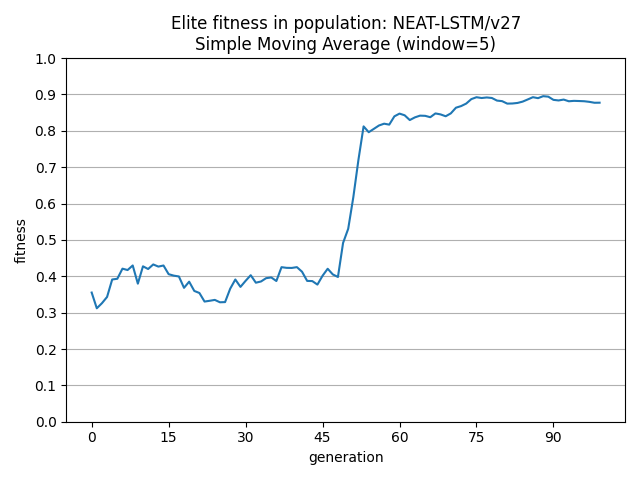 Elite fitness in population: NEAT-LSTM/v27
Simple Moving Average (window=5)
1.0
0.9
0.8
0.7
0.6
0.5
0.4
0.3
0.2
0.1
0.0
fitness
0 15 30 45 60 75 90
generation